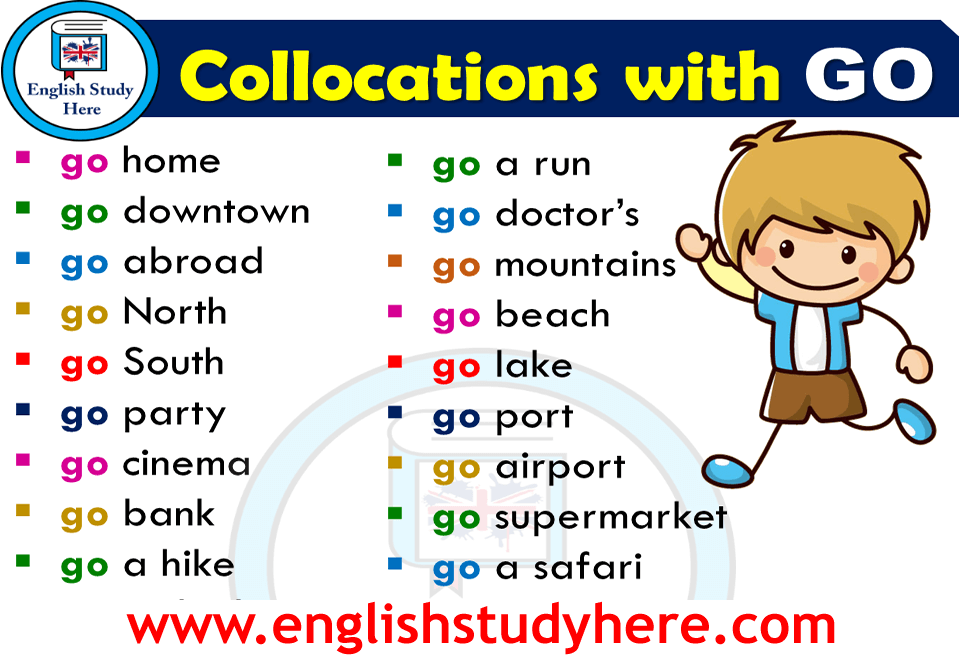 English Study
Here
Collocations with GO
go home
go downtown
go abroad
go North
go South
go party
go cinema
go bank
go a hike
go a run
go doctor's
go mountains
go beach
go lake
go port
go airport
go supermarket
go a safari
www.englishstudyhere.com